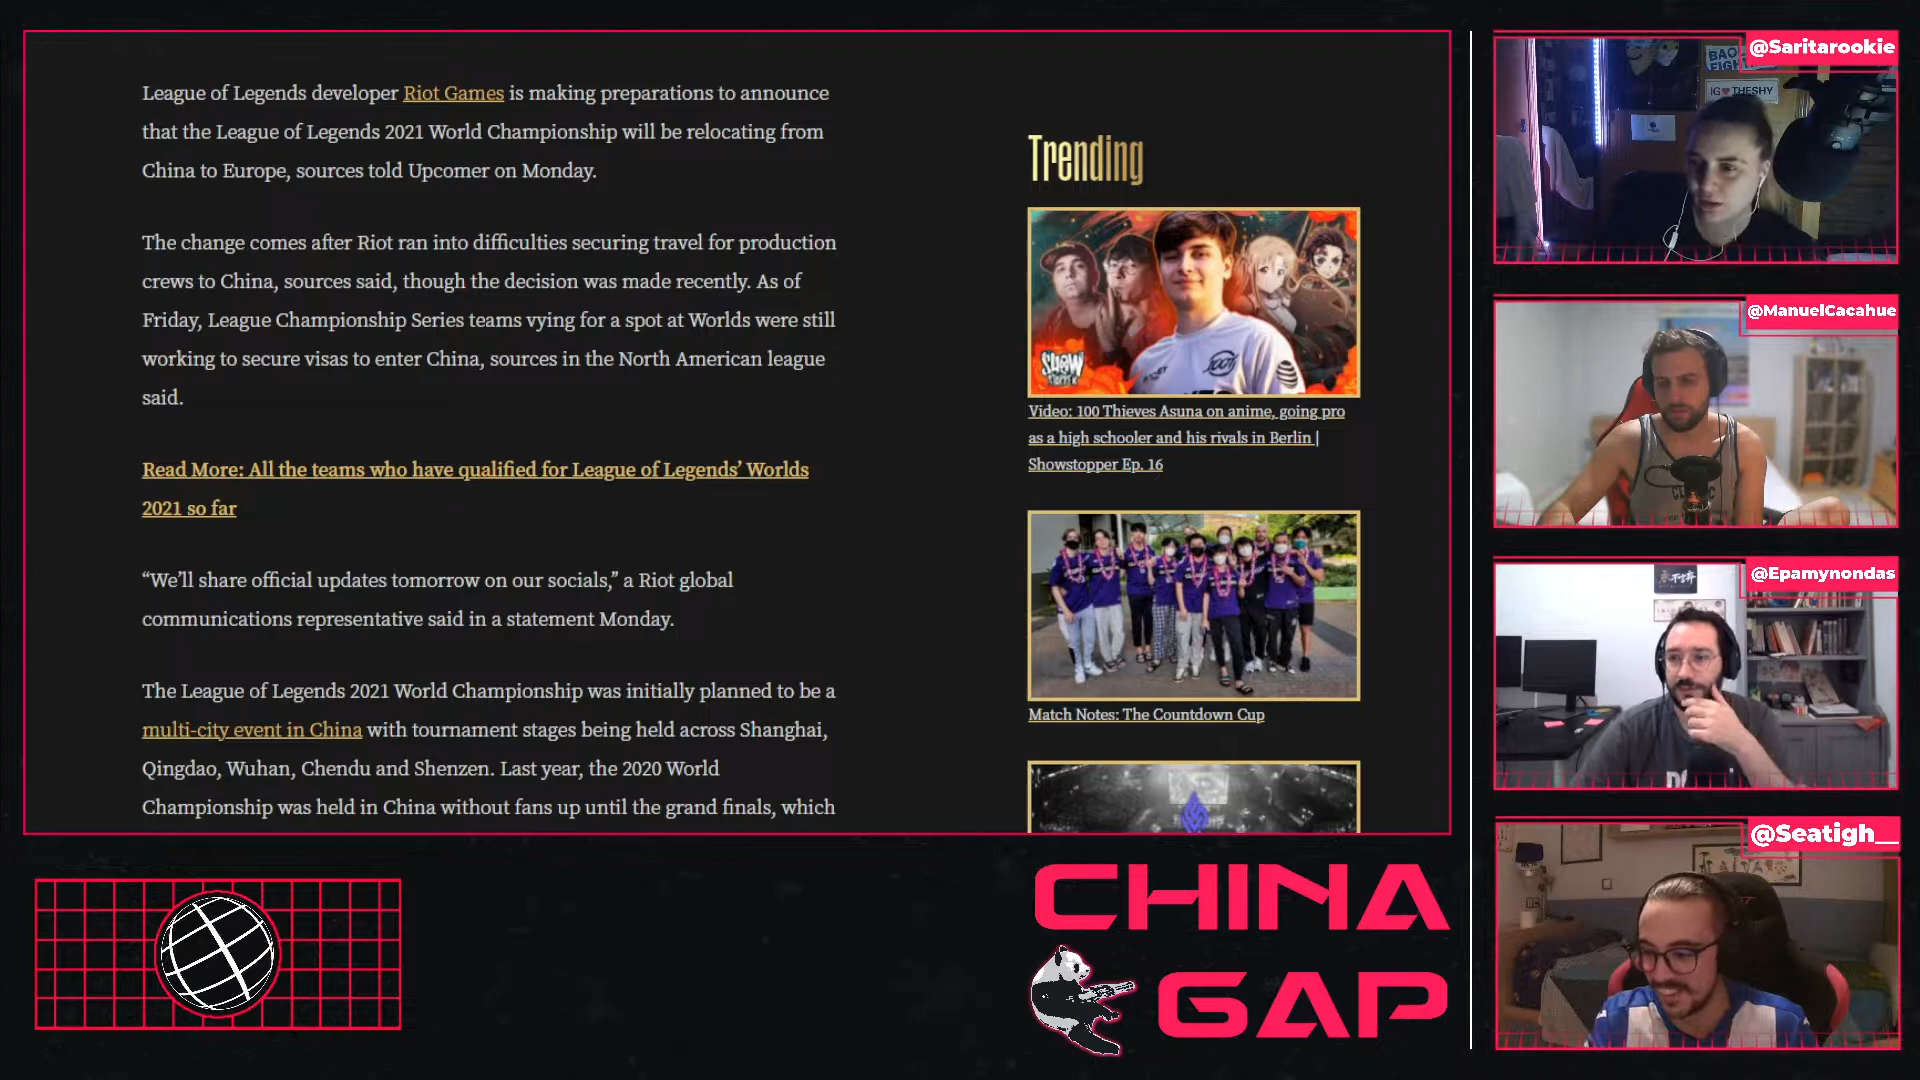 League of Legends developer Riot Games is making preparations to announce
that the League of Legends 2021 World Championship will be relocating from
China to Europe, sources told Upcomer on Monday.
The change comes after Riot ran into difficulties securing travel for production
crews to China, sources said, though the decision was made recently. As of
Friday, League Championship Series teams vying for a spot at Worlds were still
working to secure visas to enter China, sources in the North American league
said.
Read More: All the teams who have qualified for League of Legends’ Worlds
2021 so far
“We’ll share official updates tomorrow on our socials,” a Riot global
communications representative said in a statement Monday.
The League of Legends 2021 World Championship was initially planned to be a
multi-city event in China with tournament stages being held across Shanghai,
Qingdao, Wuhan, Chendu and Shenzen. Last year, the 2020 World
Championship was held in China without fans up until the grand finals, which
Trending
Video: 100 Thieves Asuna on anime, going pro
as a high schooler and his rivals in Berlin |
Showstopper Ep. 16
Match Notes: The Countdown Cup
@Saritarookie
IG THESHY
@ManuelCacahue
@Epamynondas
@Seatigh__
CHINA
GAP